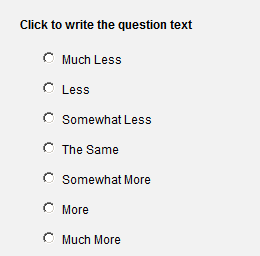 Click to write the question text
Much Less
Less
Somewhat Less
The Same
Somewhat More
More
Much More